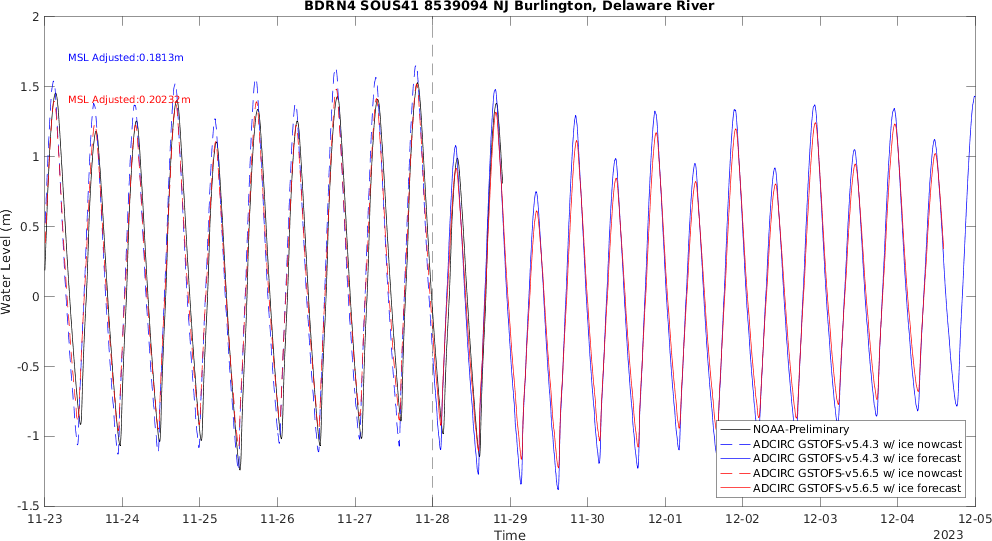 BDRN4 SOUS41 8539094 NJ Burlington, Delaware River
2
1.5
1
0.5
0
-0.5
-1
-1.5
Water Level (m)
MSL Adjusted:0.1813m
MSL Adjusted:0.20232m
NOAA-Preliminary
ADCIRC GSTOFS-v5.4.3 w/ ice nowcast
ADCIRC GSTOFS-v5.4.3 w/ ice forecast
ADCIRC GSTOFS-v5.6.5 w/ ice nowcast
ADCIRC GSTOFS-v5.6.5 w/ ice forecast
11-23 11-24 11-25 11-26 11-27 11-28 11-29 11-30 12-01 12-02 12-03 12-04 12-05
Time
2023